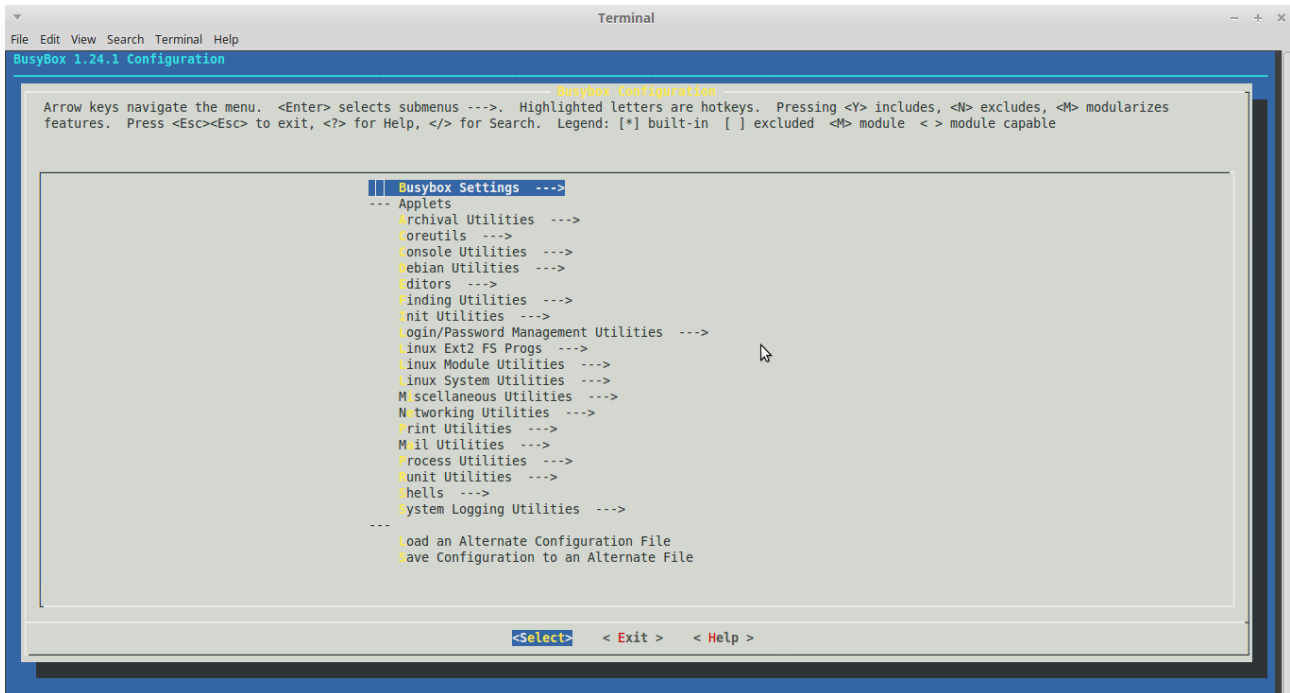 Terminal
File Edit View Search Terminal Help
BusyBox 1.24.1 Configuration
Busybox Configuration
Arrow keys navigate the menu. <Enter> selects submenus --->. Highlighted letters are hotkeys. Pressing <Y> includes, <N> excludes, <M> modularizes
features. Press <Esc><Esc> to exit, <?> for Help, </> for Search. Legend: [*] built-in [ ] excluded <M> module < > module capable
Busybox Settings --->
--- Applets
Archival Utilities --->
Coreutils --->
Console Utilities --->
Debian Utilities --->
Editors --->
Finding Utilities --->
Init Utilities --->
Login/Password Management Utilities --->
Linux Ext2 FS Progs --->
Linux Module Utilities --->
Linux System Utilities --->
Miscellaneous Utilities --->
Networking Utilities --->
Print Utilities --->
Mail Utilities --->
Process Utilities --->
Runit Utilities --->
Shells --->
System Logging Utilities --->
---
Load an Alternate Configuration File
Save Configuration to an Alternate File
<Select> < Exit > < Help >